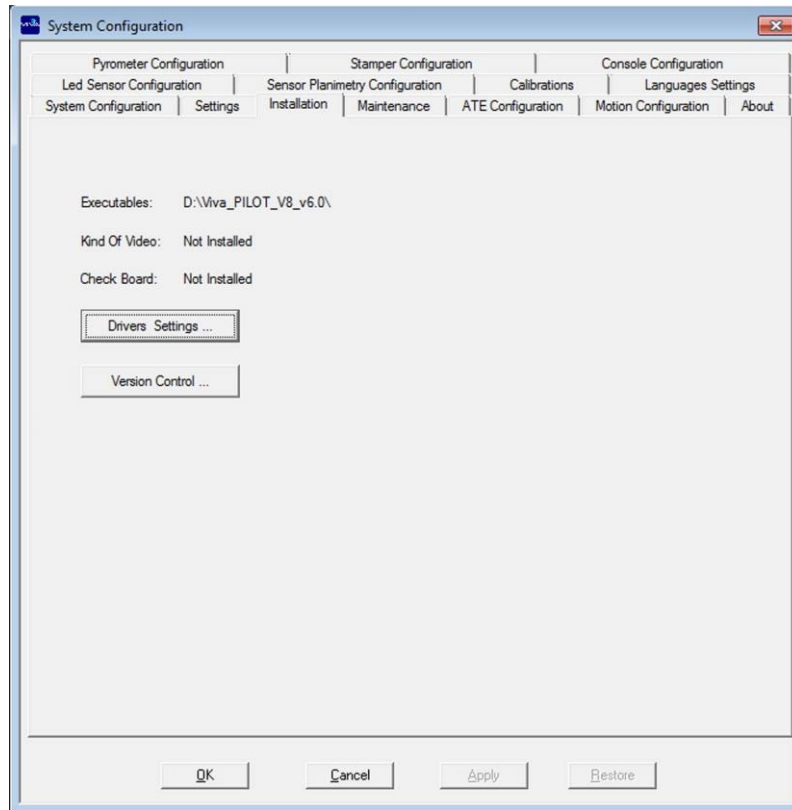 System Configuration
Pyrometer Configuration Stamper Configuration Console Configuration
Led Sensor Configuration Sensor Planimetry Configuration Calibrations Languages Settings
System Configuration Settings Installation Maintenance ATE Configuration Motion Configuration About
Executables: D:\Viva_PILOT_V8_v6.0\
Kind Of Video: Not Installed
Check Board: Not Installed
Drivers Settings ...
Version Control ...
OK Cancel Apply Restore